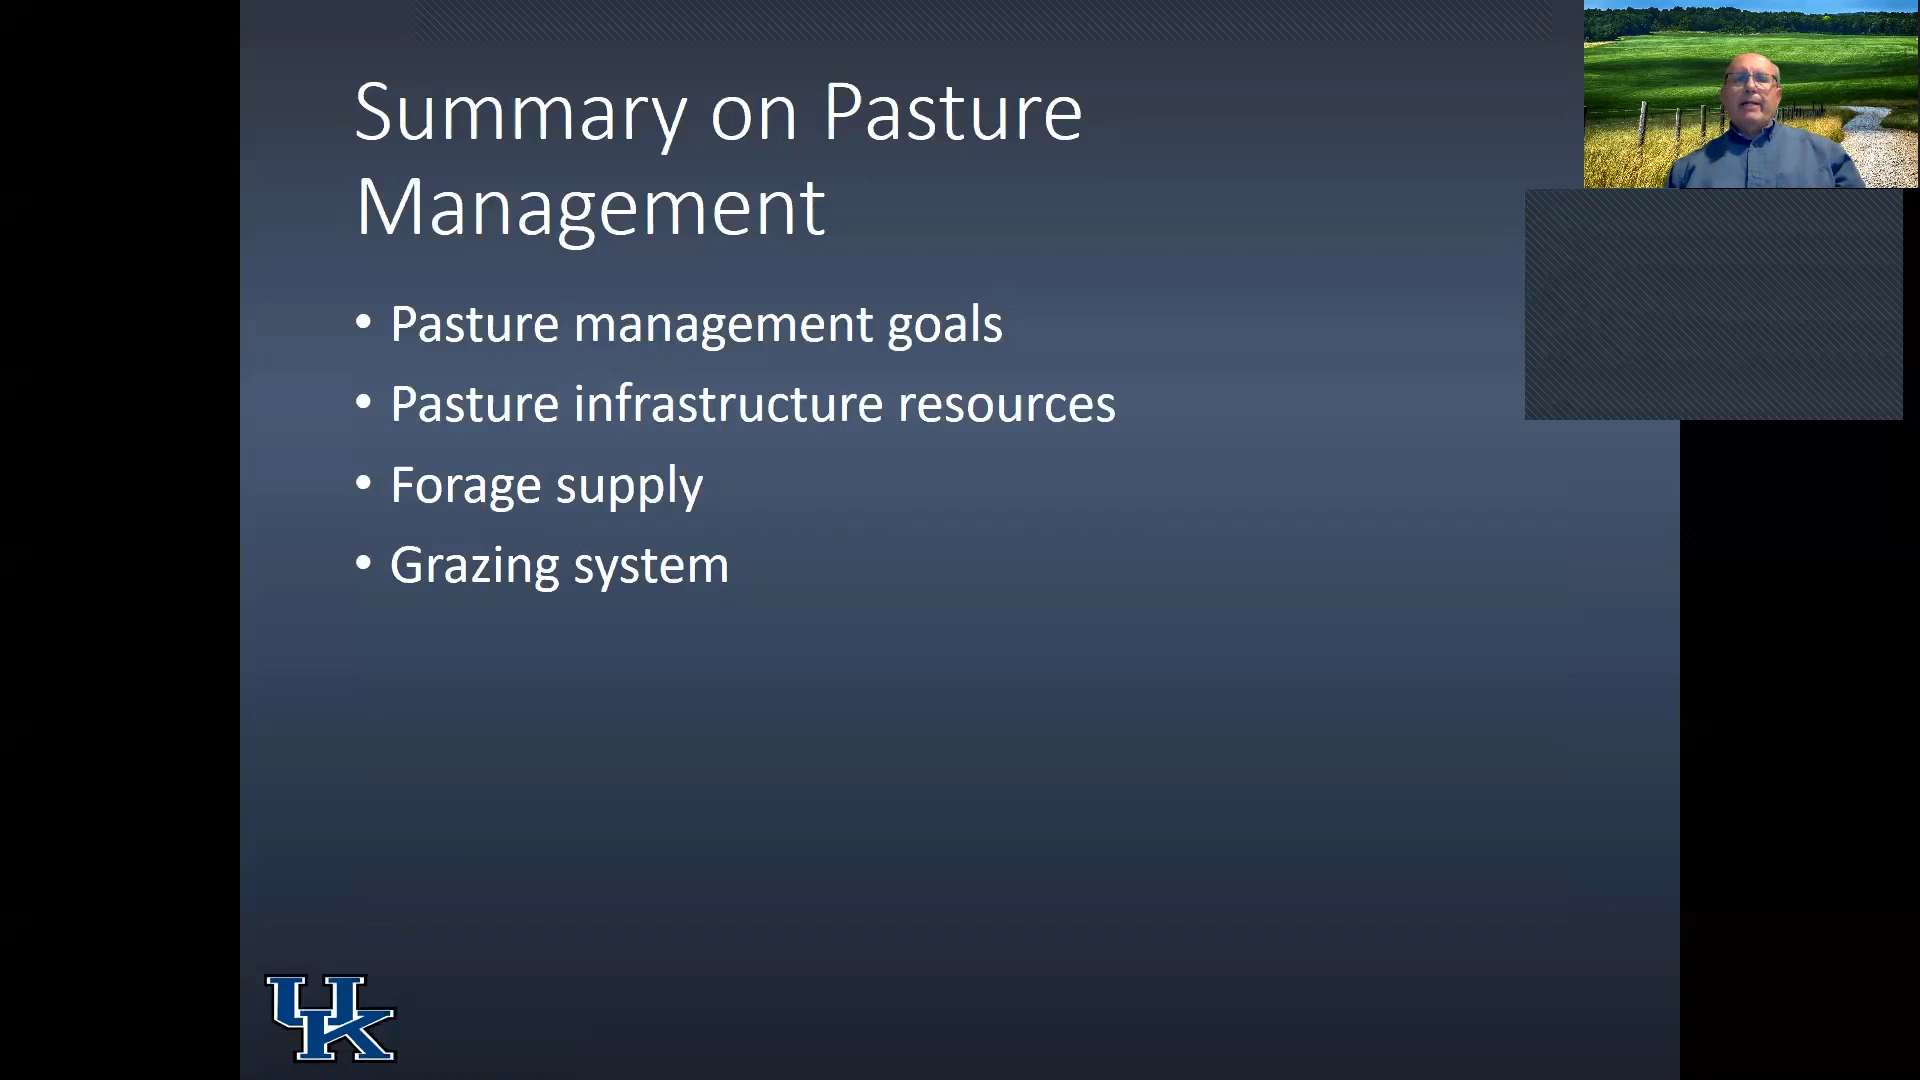 Summary on Pasture
Management
• Pasture management goals
• Pasture infrastructure resources
• Forage supply
• Grazing system
UK